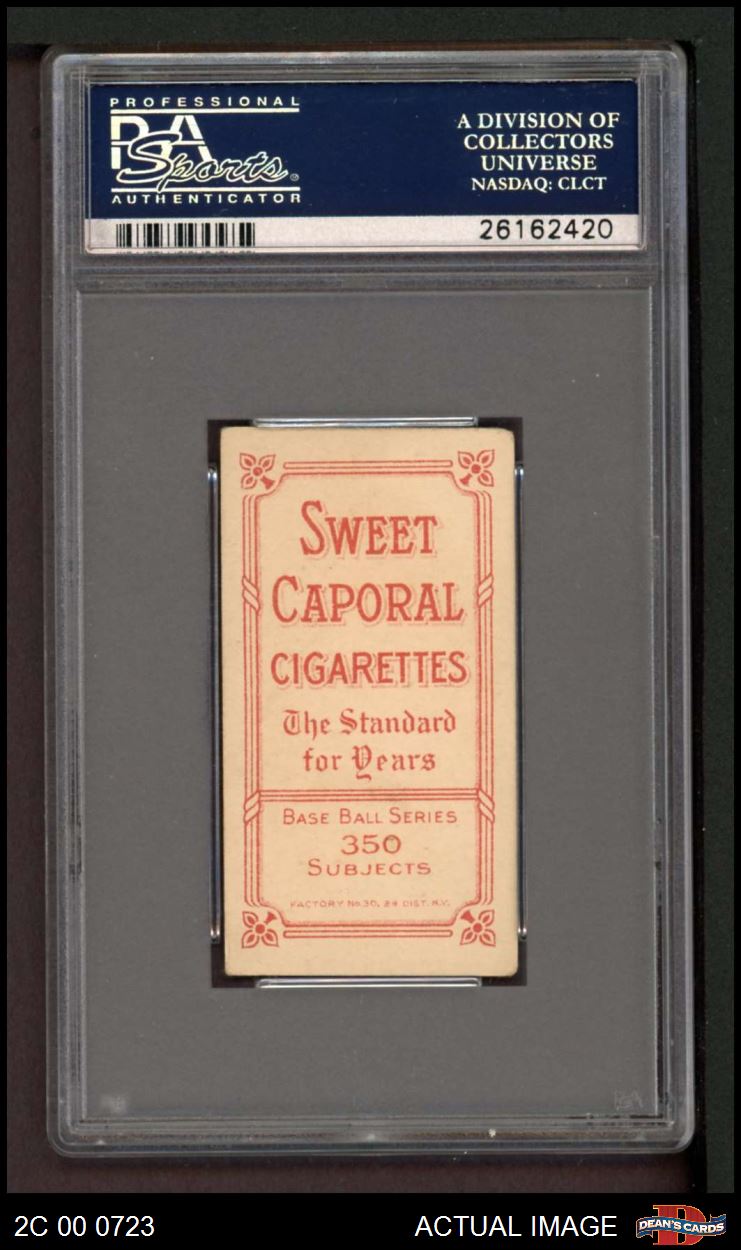 PROFESSIONAL
PSA
Sports
AUTHENTICATOR
A DIVISION OF
COLLECTORS
UNIVERSE
NASDAQ: CLCT
26162420
SWEET
CAPORAL
CIGARETTES
The Standard
for Years
BASE BALL SERIES
350
SUBJECTS
FACTORY No. 30, 2d DIST. N.Y.
PSA
2C 00 0723
ACTUAL IMAGE
D
DEAN'S CARDS